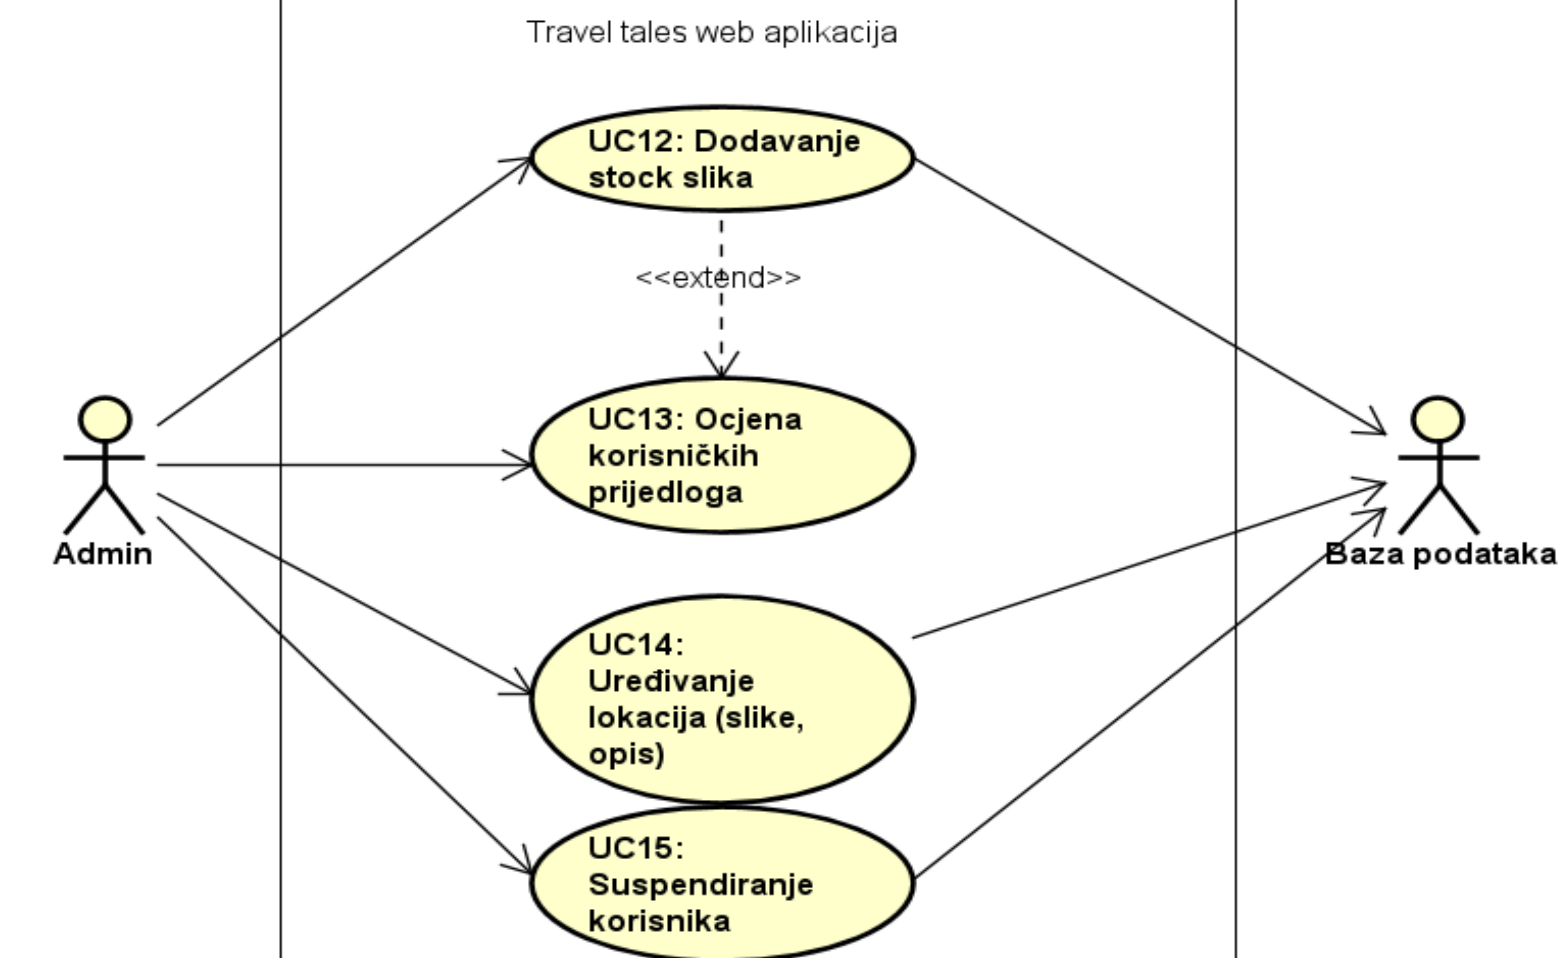 Travel tales web aplikacija
UC12: Dodavanje
stock slika
<<extend>>
UC13: Ocjena
korisničkih
prijedloga
Admin
Baza podataka
UC14:
Uređivanje
lokacija (slike,
opis)
UC15:
Suspendiranje
korisnika